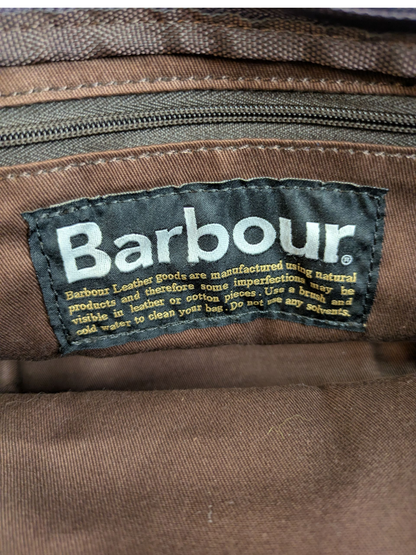 Barbour®
Barbour Leather goods are manufactured using natural
products and therefore some imperfections may be
visible in leather or cotton pieces. Use a brush and
cold water to clean your bag. Do not use any solvents.